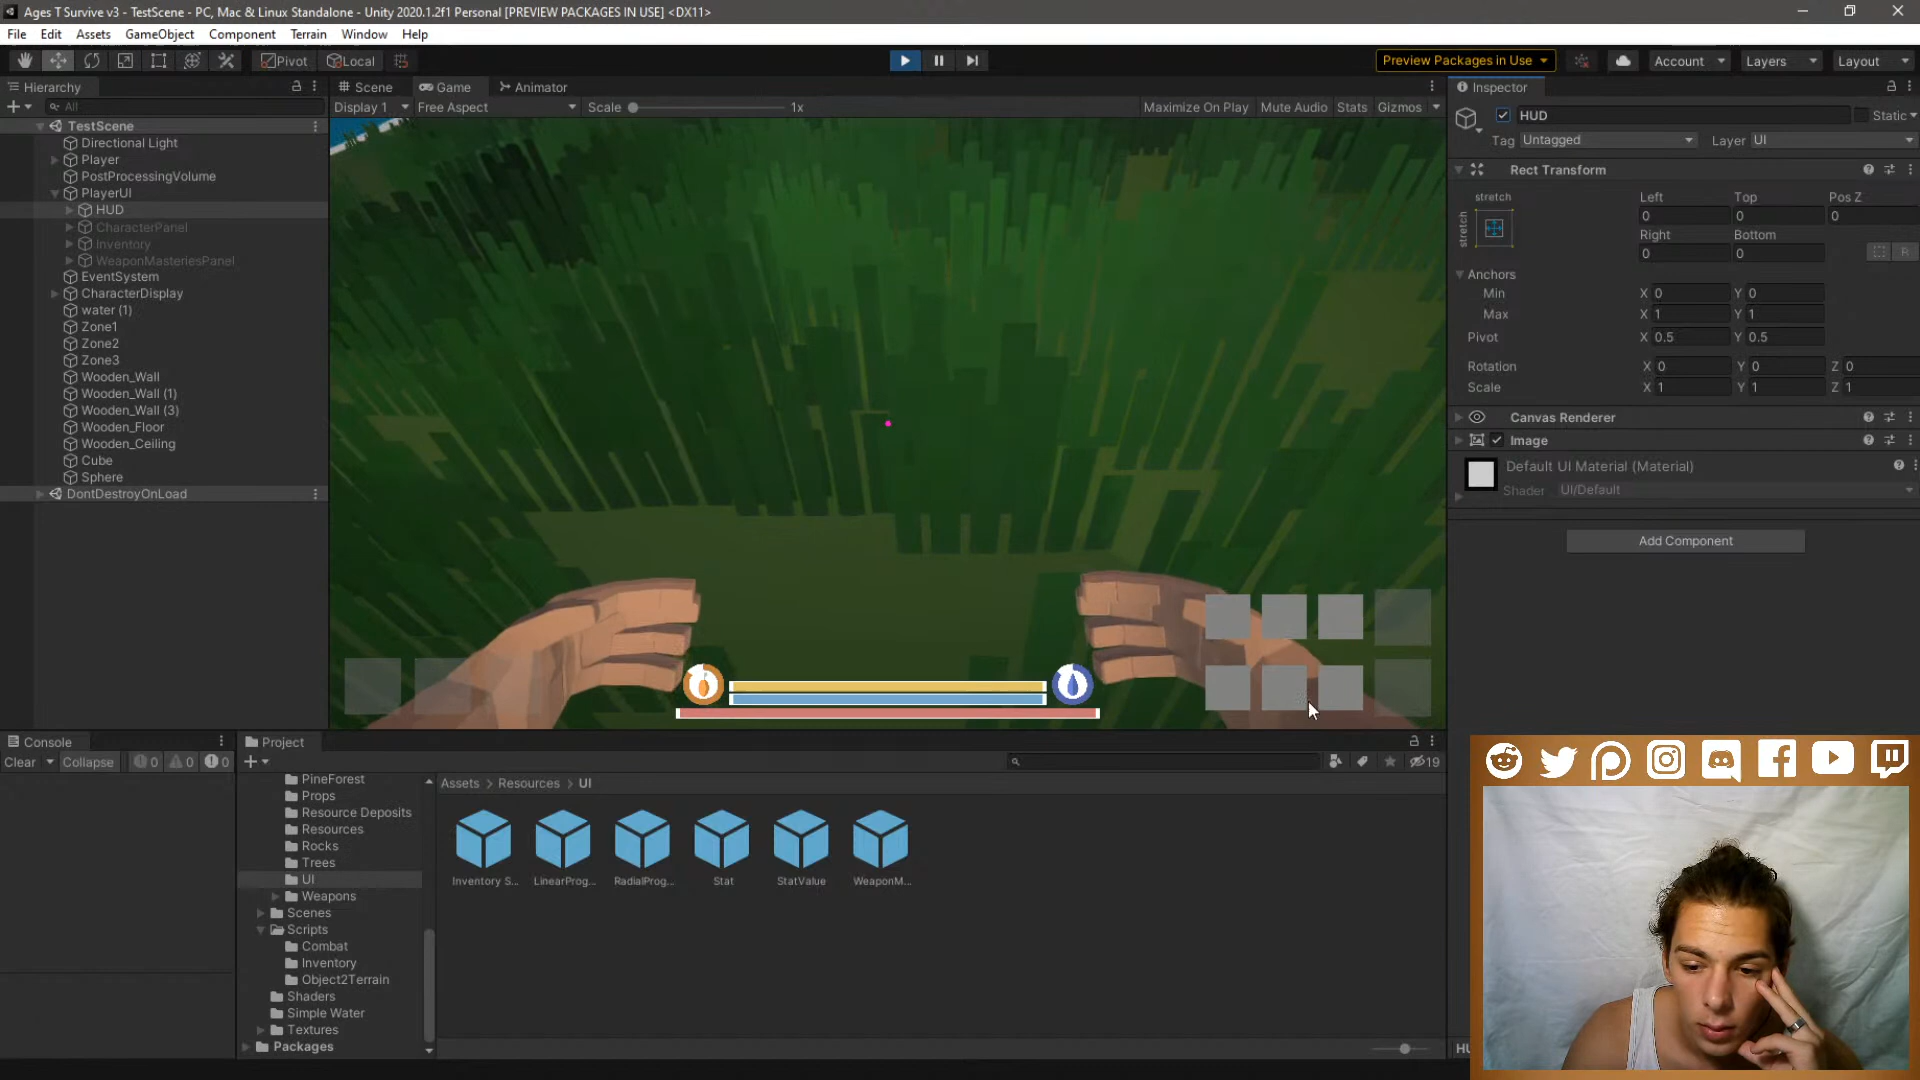 Ages T Survive v3 - TestScene - PC, Mac & Linux Standalone - Unity 2020.1.2f1 Personal [PREVIEW PACKAGES IN USE] <DX11>
File Edit Assets GameObject Component Terrain Window Help
Pivot Local Preview Packages in Use Account Layers Layout
Hierarchy
All
TestScene
Directional Light
Player
PostProcessingVolume
PlayerUI
HUD
CharacterPanel
Inventory
WeaponMasteriesPanel
EventSystem
CharacterDisplay
water (1)
Zone1
Zone2
Zone3
Wooden_Wall
Wooden_Wall (1)
Wooden_Wall (3)
Wooden_Floor
Wooden_Ceiling
Cube
Sphere
DontDestroyOnLoad
Scene Game Animator
Display 1 Free Aspect Scale 1x Maximize On Play Mute Audio Stats Gizmos
Inspector
HUD Static
Tag Untagged Layer UI
Rect Transform
stretch Left Top Pos Z
stretch
0 0 0
Right Bottom
0 0 R
Anchors
Min X 0 Y 0
Max X 1 Y 1
Pivot X 0.5 Y 0.5
Rotation X 0 Y 0 Z 0
Scale X 1 Y 1 Z 1
Canvas Renderer
Image
Default UI Material (Material)
Shader UI/Default
Add Component
Console
Clear Collapse 0 0 0
Project
19
PineForest
Props
Resource Deposits
Resources
Rocks
Trees
UI
Weapons
Scenes
Scripts
Combat
Inventory
Object2Terrain
Shaders
Simple Water
Textures
Packages
Assets > Resources > UI
Inventory S... LinearProg... RadialProg... Stat StatValue WeaponM...
HU